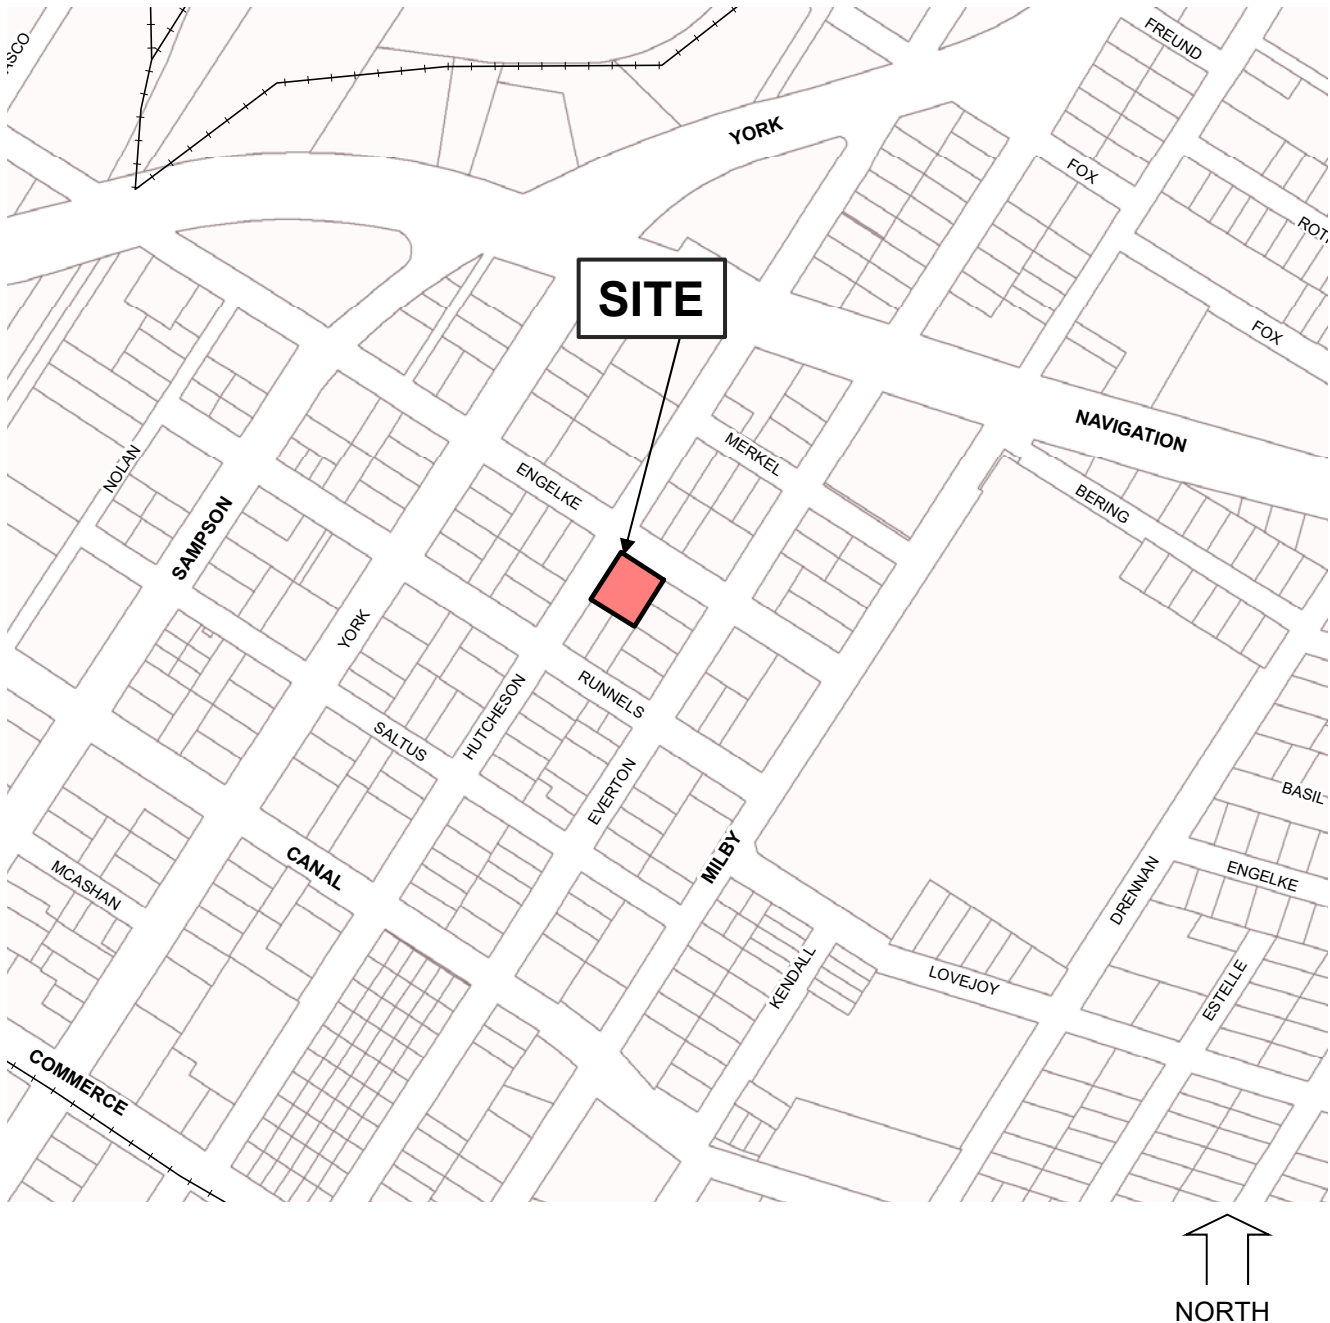 FREUND
YORK
FOX
SITE
FOX
NAVIGATION
MERKEL
NOLAN
ENGELKE
BERING
SAMPSON
YORK
RUNNELS
HUTCHESON
SALTUS
EVERTON
BASIL
MILBY
CANAL
MCASHAN
ENGELKE
DRENNAN
LOVEJOY
KENDALL
ESTELLE
COMMERCE
NORTH